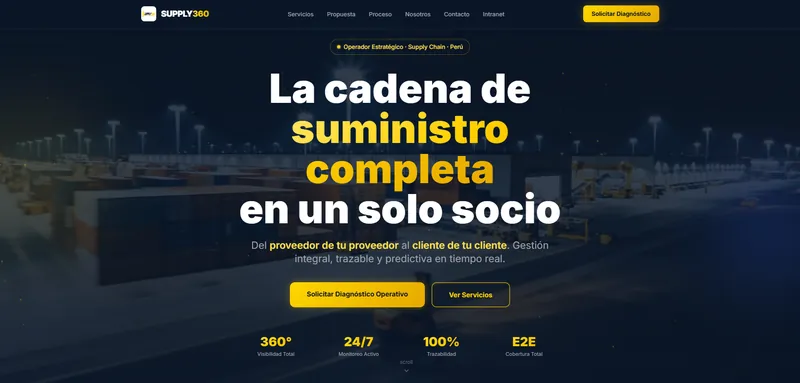 SUPPLY360
Servicios Propuesta Proceso Nosotros Contacto Intranet
Solicitar Diagnóstico
Operador Estratégico · Supply Chain · Perú
La cadena de
suministro
completa
en un solo socio
Del proveedor de tu proveedor al cliente de tu cliente. Gestión
integral, trazable y predictiva en tiempo real.
Solicitar Diagnóstico Operativo
Ver Servicios
360° 24/7 100% E2E
Visibilidad Total Monitoreo Activo Trazabilidad Cobertura Total
scroll